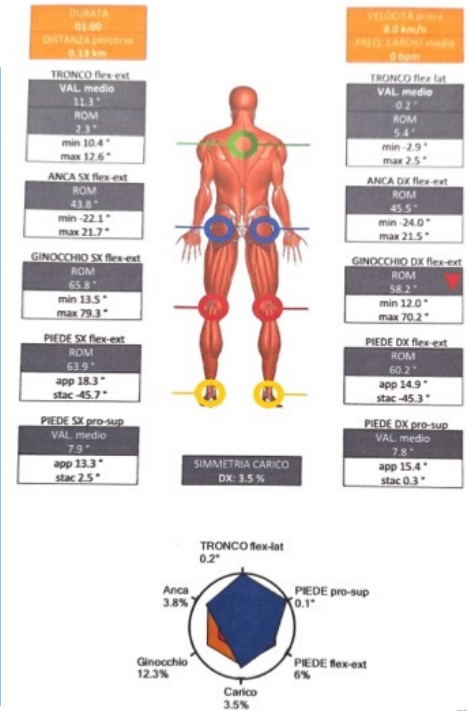 DURATA
01:00
DISTANZA percorsa
0.13 km
VELOCITÀ prova
8.0 km/h
FREQ. CARDIO media
0 bpm
TRONCO flex-ext
VAL. medio
11.3 °
ROM
2.3 °
min 10.4 °
max 12.6 °
TRONCO flex-lat
VAL. medio
-0.2 °
ROM
5.4 °
min -2.9 °
max 2.5 °
ANCA SX flex-ext
ROM
43.8 °
min -22.1 °
max 21.7 °
ANCA DX flex-ext
ROM
45.5 °
min -24.0 °
max 21.5 °
GINOCCHIO SX flex-ext
ROM
65.8 °
min 13.5 °
max 79.3 °
GINOCCHIO DX flex-ext
ROM
58.2 °
min 12.0 °
max 70.2 °
PIEDE SX flex-ext
ROM
63.9 °
app 18.3 °
stac -45.7 °
PIEDE DX flex-ext
ROM
60.2 °
app 14.9 °
stac -45.3 °
PIEDE SX pro-sup
VAL. medio
7.9 °
app 13.3 °
stac 2.5 °
PIEDE DX pro-sup
VAL. medio
7.8 °
app 15.4 °
stac 0.3 °
SIMMETRIA CARICO
DX: 3.5 %
TRONCO flex-lat
0.2°
Anca
3.8%
PIEDE pro-sup
0.1°
Ginocchio
12.3%
PIEDE flex-ext
6%
Carico
3.5%